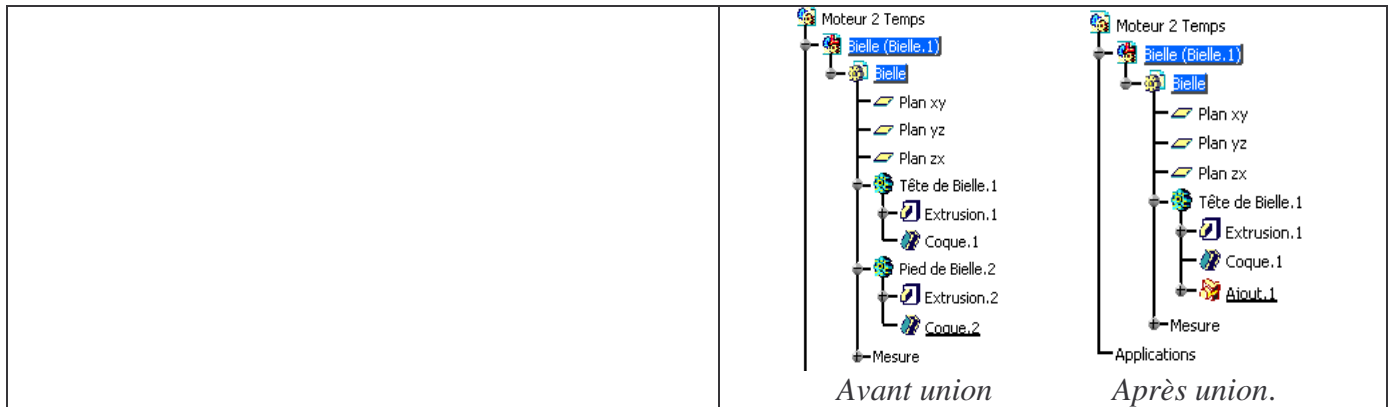 Moteur 2 Temps
Bielle (Bielle.1)
Bielle
Plan xy
Plan yz
Plan zx
Tête de Bielle.1
Extrusion.1
Coque.1
Pied de Bielle.2
Extrusion.2
Coque.2
Mesure
Avant union
Moteur 2 Temps
Bielle (Bielle.1)
Bielle
Plan xy
Plan yz
Plan zx
Tête de Bielle.1
Extrusion.1
Coque.1
Ajout.1
Mesure
Applications
Après union.